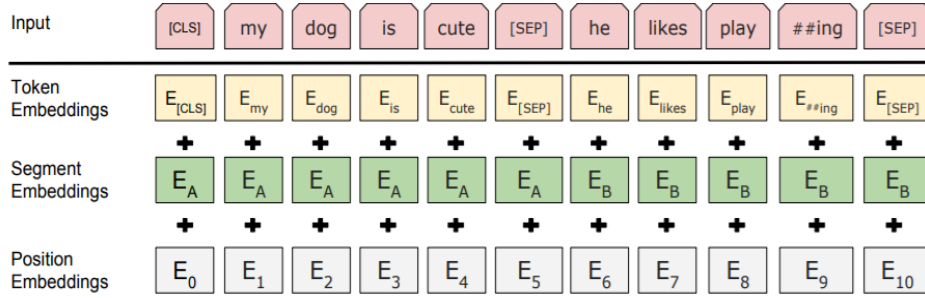 Input [CLS] my dog is cute [SEP] he likes play ##ing [SEP]
Token
Embeddings
E[CLS] Emy Edog Eis Ecute E[SEP] Ehe Elikes Eplay E##ing E[SEP]
+ + + + + + + + + + +
Segment
Embeddings
EA EA EA EA EA EA EB EB EB EB EB
+ + + + + + + + + + +
Position
Embeddings
E0 E1 E2 E3 E4 E5 E6 E7 E8 E9 E10